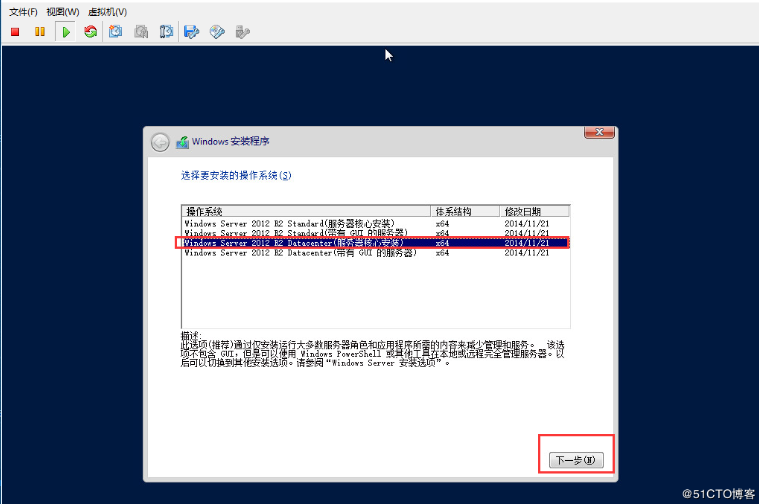 文件(F) 视图(W) 虚拟机(V)
Windows 安装程序
选择要安装的操作系统(S)
操作系统 体系结构 修改日期
Windows Server 2012 R2 Standard(服务器核心安装) x64 2014/11/21
Windows Server 2012 R2 Standard(带有 GUI 的服务器) x64 2014/11/21
Windows Server 2012 R2 Datacenter(服务器核心安装) x64 2014/11/21
Windows Server 2012 R2 Datacenter(带有 GUI 的服务器) x64 2014/11/21
描述:
此选项(推荐)通过仅安装运行大多数服务器角色和应用程序所需的内容来减少管理和服务。 该选
项不包含 GUI，但是可以使用 Windows PowerShell 或其他工具在本地或远程完全管理服务器。以
后可以切换到其他安装选项。请参阅“Windows Server 安装选项”。
下一步(N)
@51CTO博客